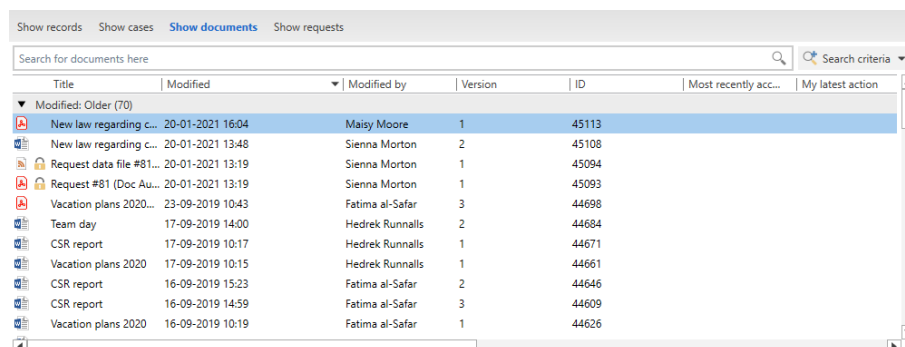 Show records Show cases Show documents Show requests
Search for documents here Search criteria
Title Modified Modified by Version ID Most recently acc... My latest action
Modified: Older (70)
New law regarding c... 20-01-2021 16:04 Maisy Moore 1 45113
New law regarding c... 20-01-2021 13:48 Sienna Morton 2 45108
Request data file #81... 20-01-2021 13:19 Sienna Morton 1 45094
Request #81 (Doc Au... 20-01-2021 13:19 Sienna Morton 1 45093
Vacation plans 2020... 23-09-2019 10:43 Fatima al-Safar 3 44698
Team day 17-09-2019 14:00 Hedrek Runnalls 2 44684
CSR report 17-09-2019 10:17 Hedrek Runnalls 1 44671
Vacation plans 2020 17-09-2019 10:15 Hedrek Runnalls 1 44661
CSR report 16-09-2019 15:23 Fatima al-Safar 2 44646
CSR report 16-09-2019 14:59 Fatima al-Safar 3 44609
Vacation plans 2020 16-09-2019 10:19 Fatima al-Safar 1 44626